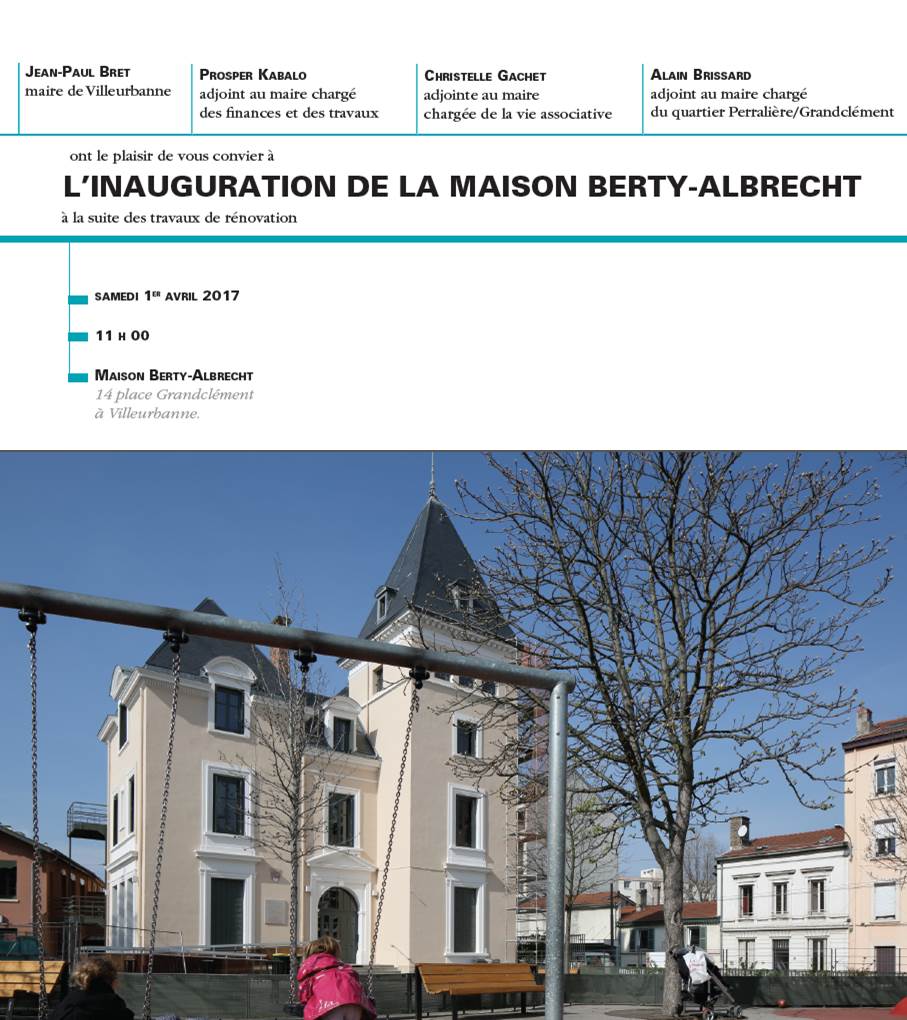 Jean-Paul Bret
maire de Villeurbanne
Prosper Kabalo
adjoint au maire chargé
des finances et des travaux
Christelle Gachet
adjointe au maire
chargée de la vie associative
Alain Brissard
adjoint au maire chargé
du quartier Perralière/Grandclément
ont le plaisir de vous convier à
L’INAUGURATION DE LA MAISON BERTY-ALBRECHT
à la suite des travaux de rénovation
samedi 1er avril 2017
11 h 00
Maison Berty-Albrecht
14 place Grandclément
à Villeurbanne.